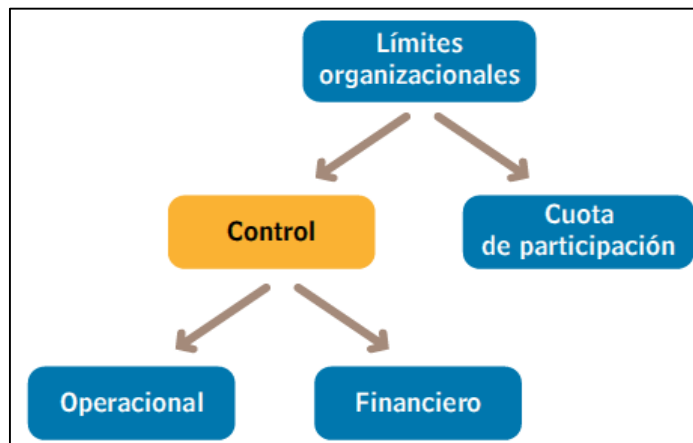 Límites
organizacionales
Control
Cuota
de participación
Operacional
Financiero